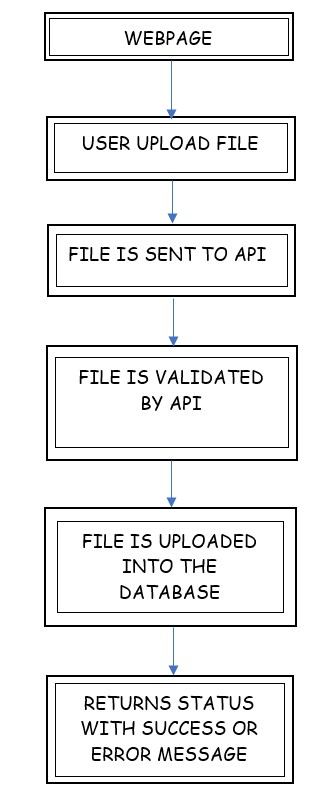 WEBPAGE
USER UPLOAD FILE
FILE IS SENT TO API
FILE IS VALIDATED
BY API
FILE IS UPLOADED
INTO THE
DATABASE
RETURNS STATUS
WITH SUCCESS OR
ERROR MESSAGE